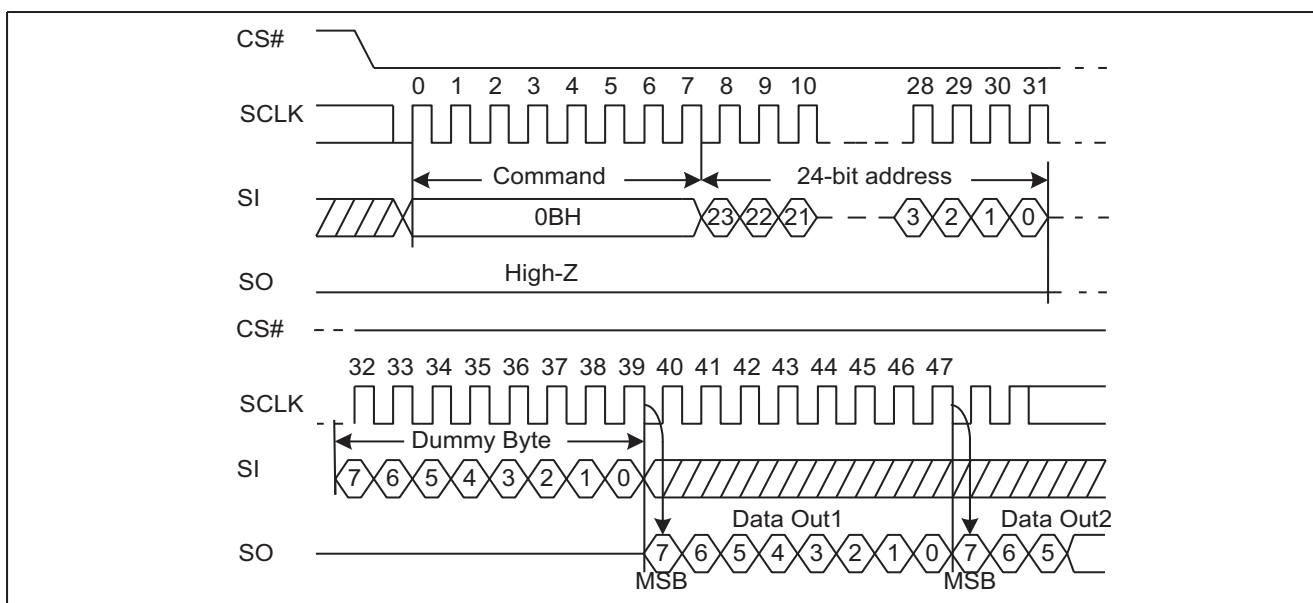 CS#
0 1 2 3 4 5 6 7 8 9 10 28 29 30 31
SCLK
Command 24-bit address
SI
0BH 23 22 21 3 2 1 0
High-Z
SO
CS#
32 33 34 35 36 37 38 39 40 41 42 43 44 45 46 47
SCLK
Dummy Byte
SI 7 6 5 4 3 2 1 0
Data Out1 Data Out2
SO 7 6 5 4 3 2 1 0 7 6 5
MSB MSB